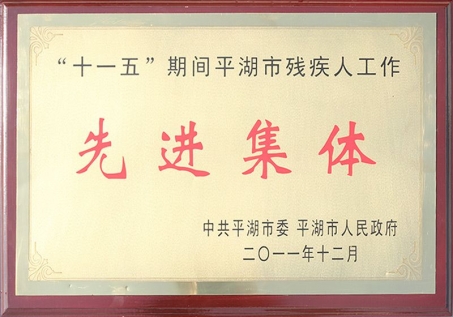 “十一五”期间平湖市残疾人工作
先进集体
中共平湖市委 平湖市人民政府
二〇一一年十二月